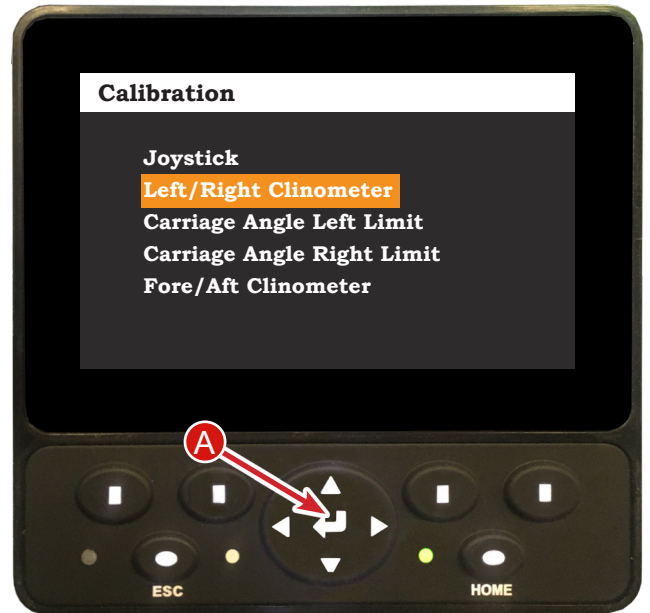 Calibration
Joystick
Left/Right Clinometer
Carriage Angle Left Limit
Carriage Angle Right Limit
Fore/Aft Clinometer
A
ESC
HOME